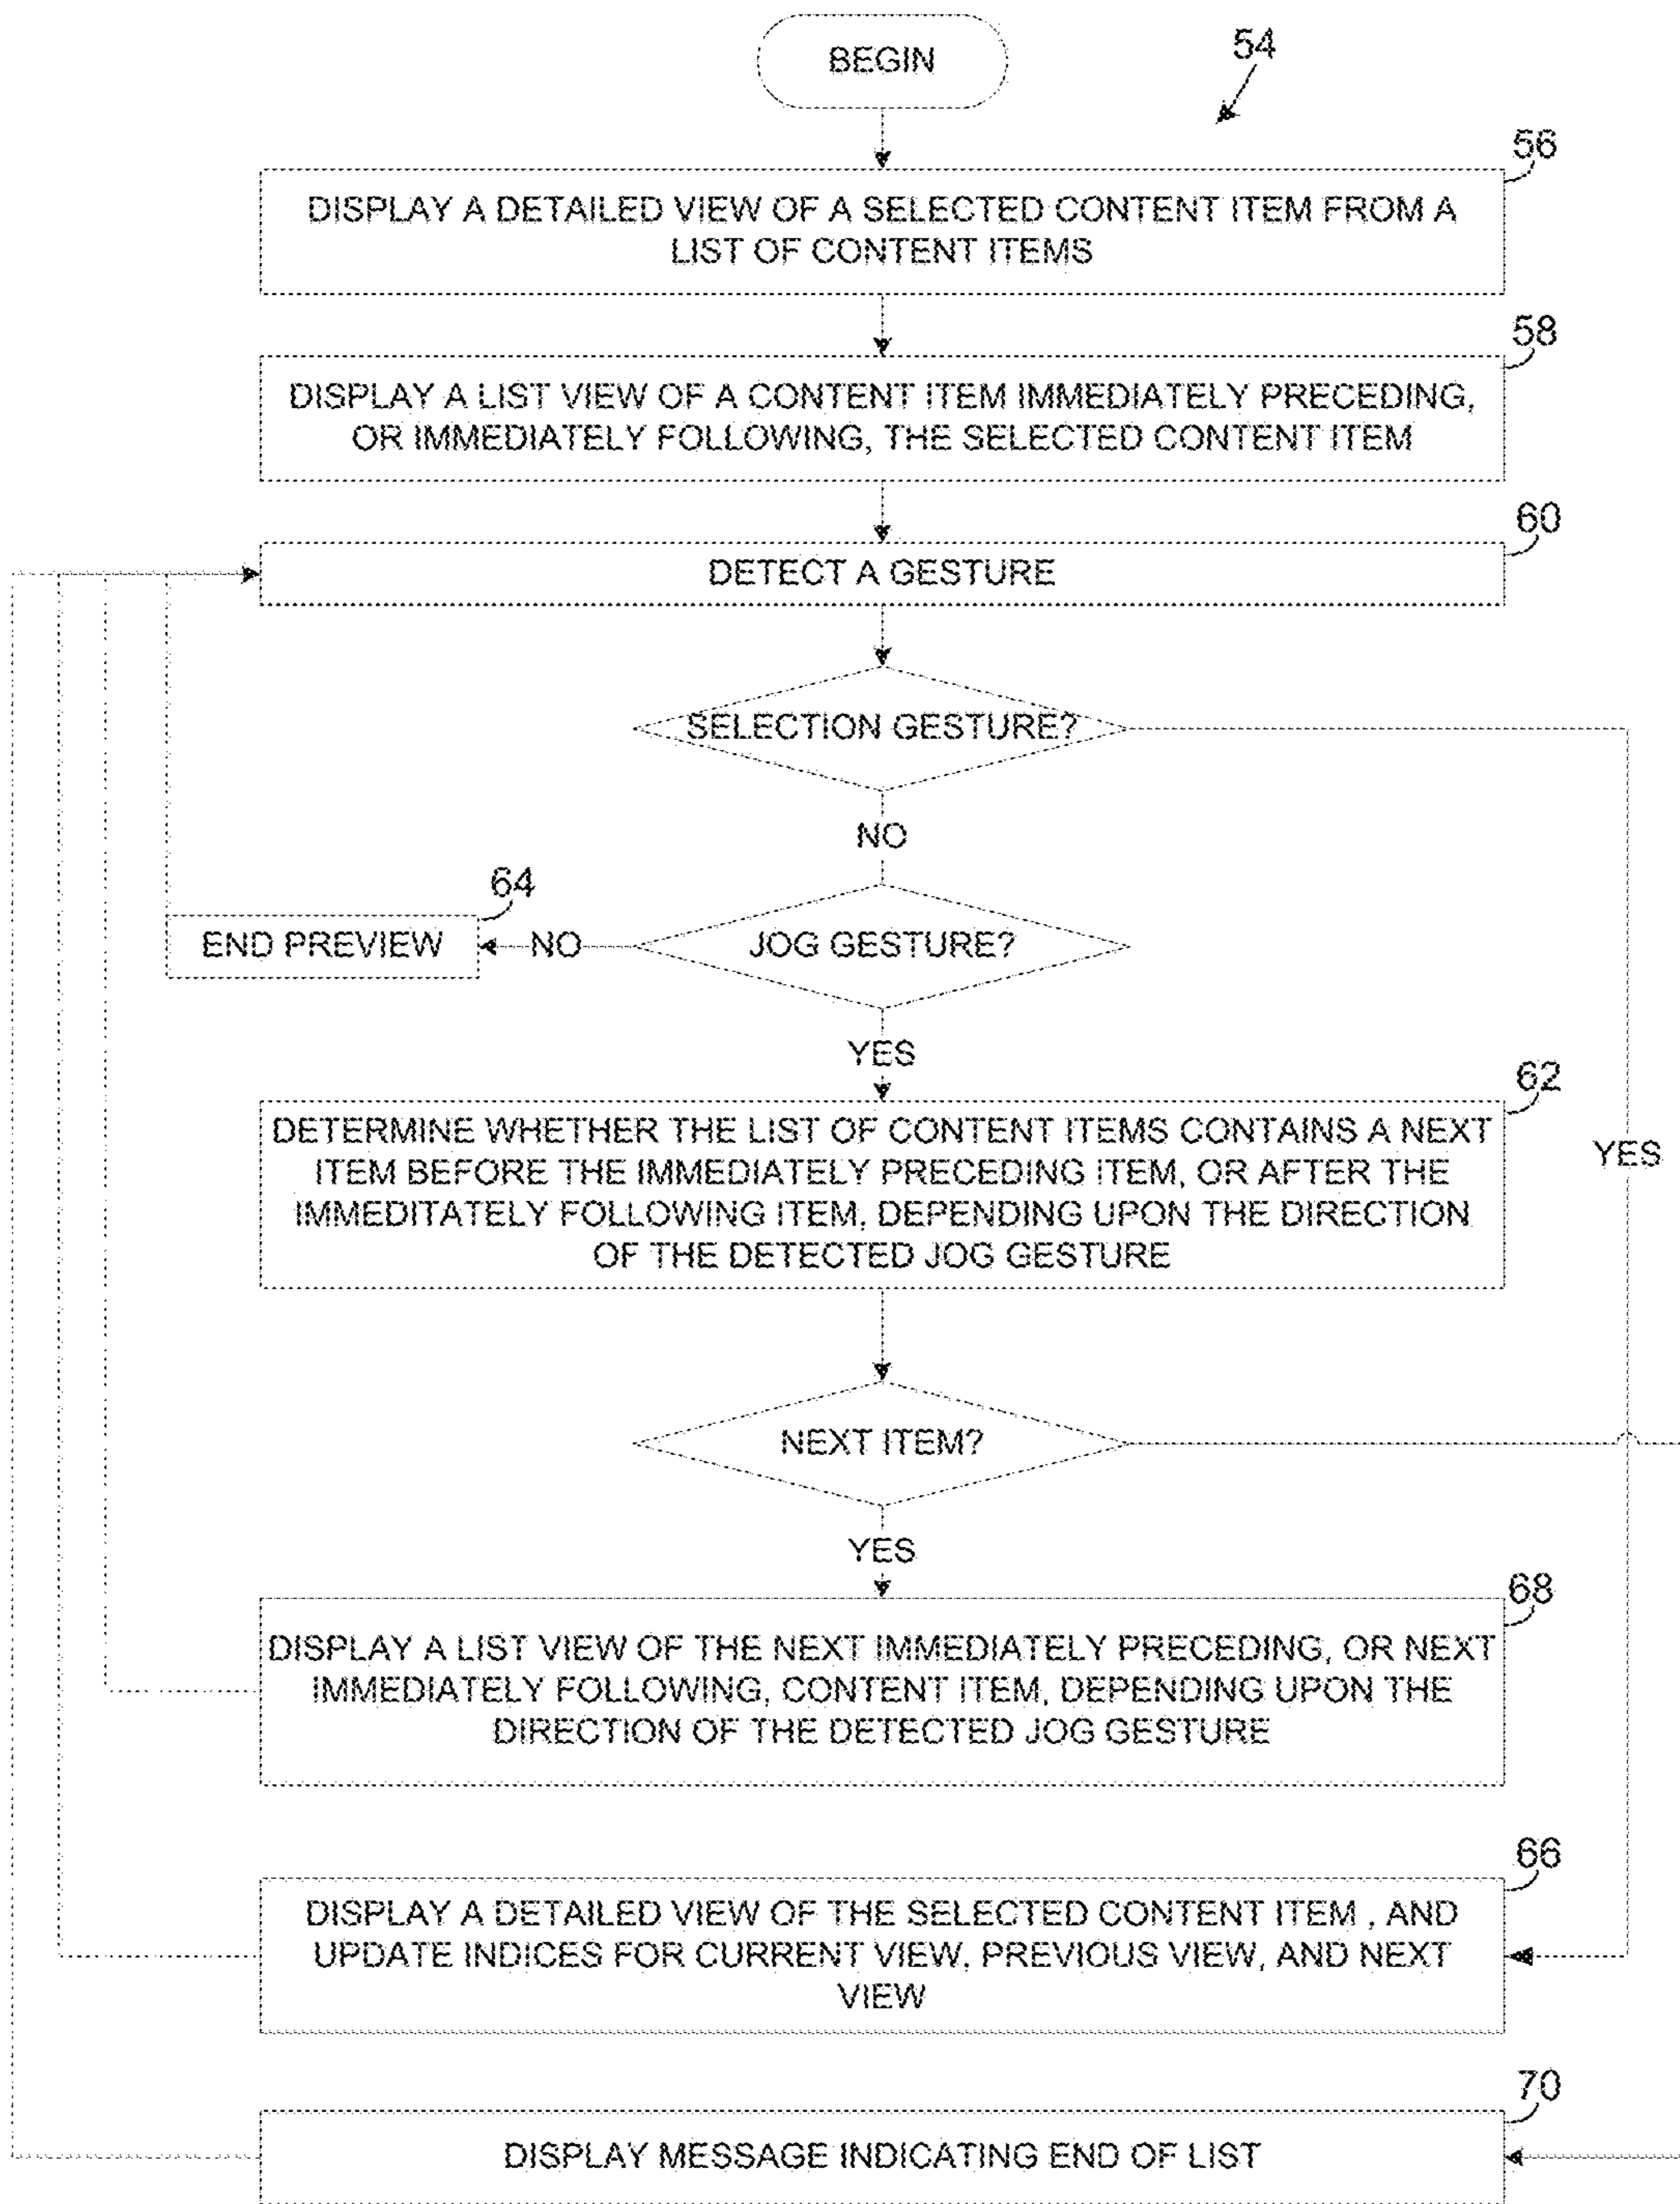 BEGIN
54
56
DISPLAY A DETAILED VIEW OF A SELECTED CONTENT ITEM FROM A
LIST OF CONTENT ITEMS
58
DISPLAY A LIST VIEW OF A CONTENT ITEM IMMEDIATELY PRECEDING,
OR IMMEDIATELY FOLLOWING, THE SELECTED CONTENT ITEM
60
DETECT A GESTURE
SELECTION GESTURE?
NO
64
END PREVIEW
NO
JOG GESTURE?
YES
62
DETERMINE WHETHER THE LIST OF CONTENT ITEMS CONTAINS A NEXT
ITEM BEFORE THE IMMEDIATELY PRECEDING ITEM, OR AFTER THE
IMMEDITATELY FOLLOWING ITEM, DEPENDING UPON THE DIRECTION
OF THE DETECTED JOG GESTURE
YES
NEXT ITEM?
YES
68
DISPLAY A LIST VIEW OF THE NEXT IMMEDIATELY PRECEDING, OR NEXT
IMMEDIATELY FOLLOWING, CONTENT ITEM, DEPENDING UPON THE
DIRECTION OF THE DETECTED JOG GESTURE
66
DISPLAY A DETAILED VIEW OF THE SELECTED CONTENT ITEM , AND
UPDATE INDICES FOR CURRENT VIEW, PREVIOUS VIEW, AND NEXT
VIEW
70
DISPLAY MESSAGE INDICATING END OF LIST